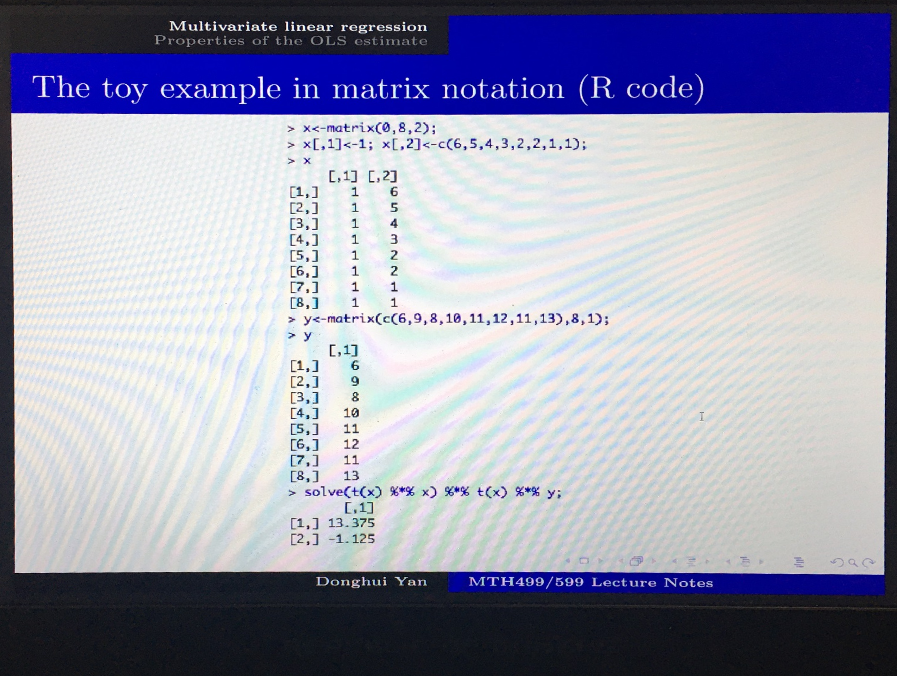 Multivariate linear regression
Properties of the OLS estimate
The toy example in matrix notation (R code)
> x<-matrix(0,8,2);
> x[,1]<-1; x[,2]<-c(6,5,4,3,2,2,1,1);
> x
[,1] [,2]
[1,] 1 6
[2,] 1 5
[3,] 1 4
[4,] 1 3
[5,] 1 2
[6,] 1 2
[7,] 1 1
[8,] 1 1
> y<-matrix(c(6,9,8,10,11,12,11,13),8,1);
> y
[,1]
[1,] 6
[2,] 9
[3,] 8
[4,] 10
[5,] 11
[6,] 12
[7,] 11
[8,] 13
> solve(t(x) %*% x) %*% t(x) %*% y;
[,1]
[1,] 13.375
[2,] -1.125
Donghui Yan
MTH499/599 Lecture Notes